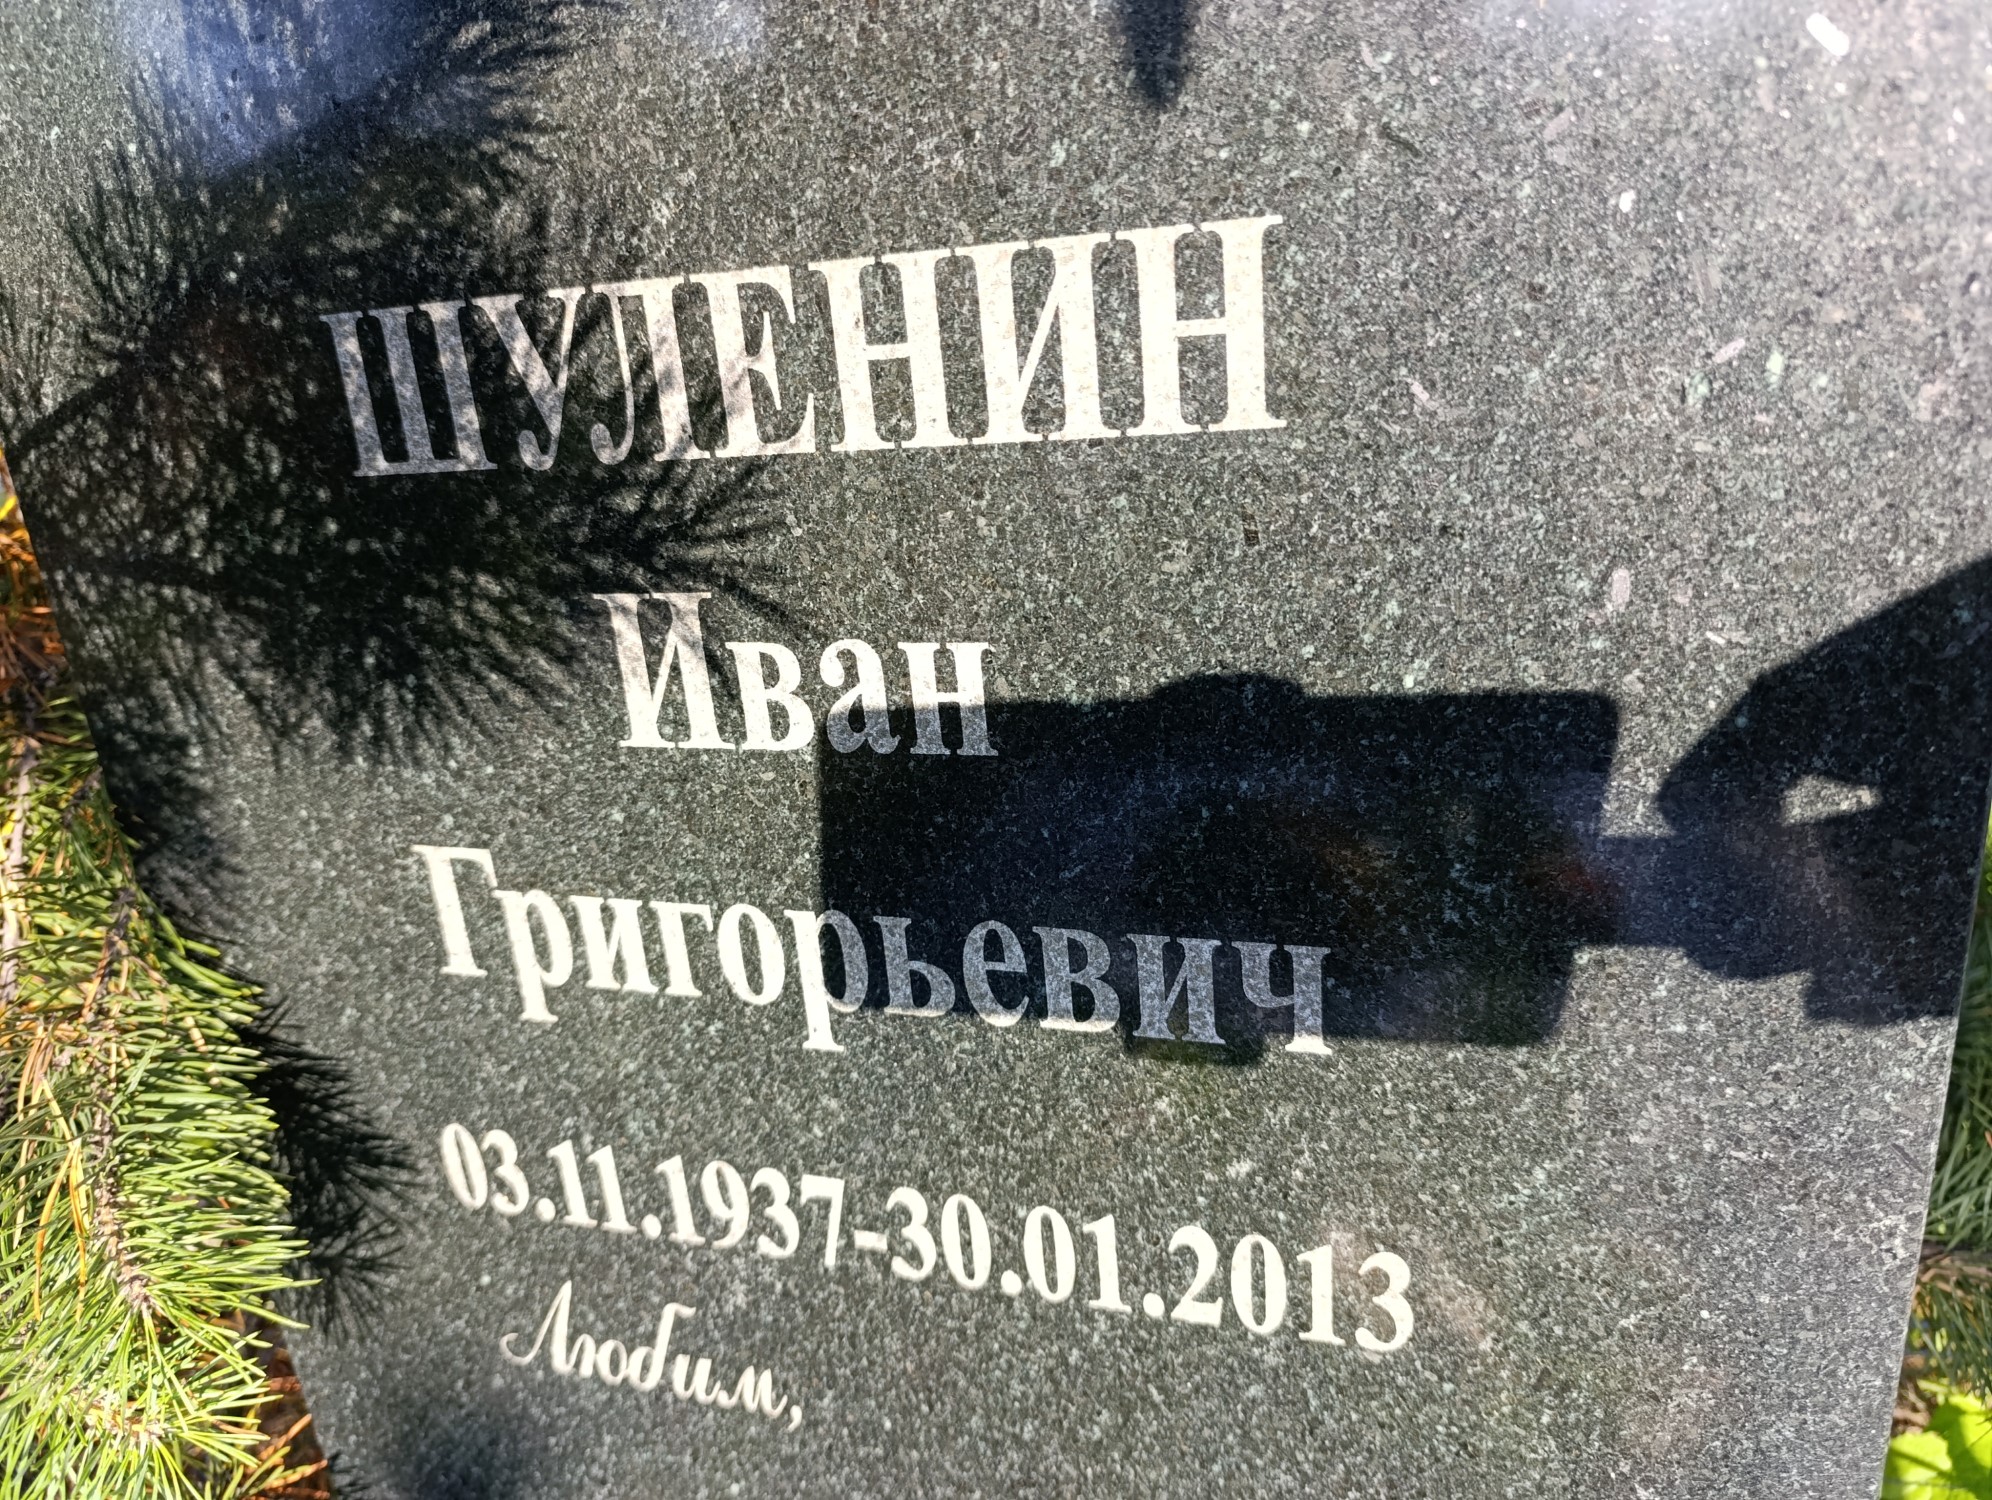 ШУЛЕНИН
Иван
Григорьевич
03.11.1937-30.01.2013
Любим,